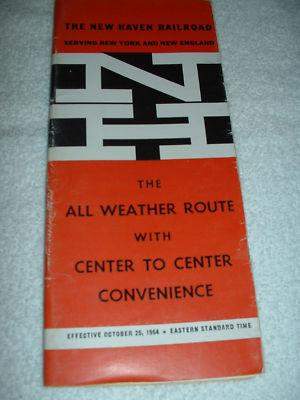 THE NEW HAVEN RAILROAD
SERVING NEW YORK AND NEW ENGLAND
N
H
THE
ALL WEATHER ROUTE
WITH
CENTER TO CENTER
CONVENIENCE
EFFECTIVE OCTOBER 25, 1964 • EASTERN STANDARD TIME